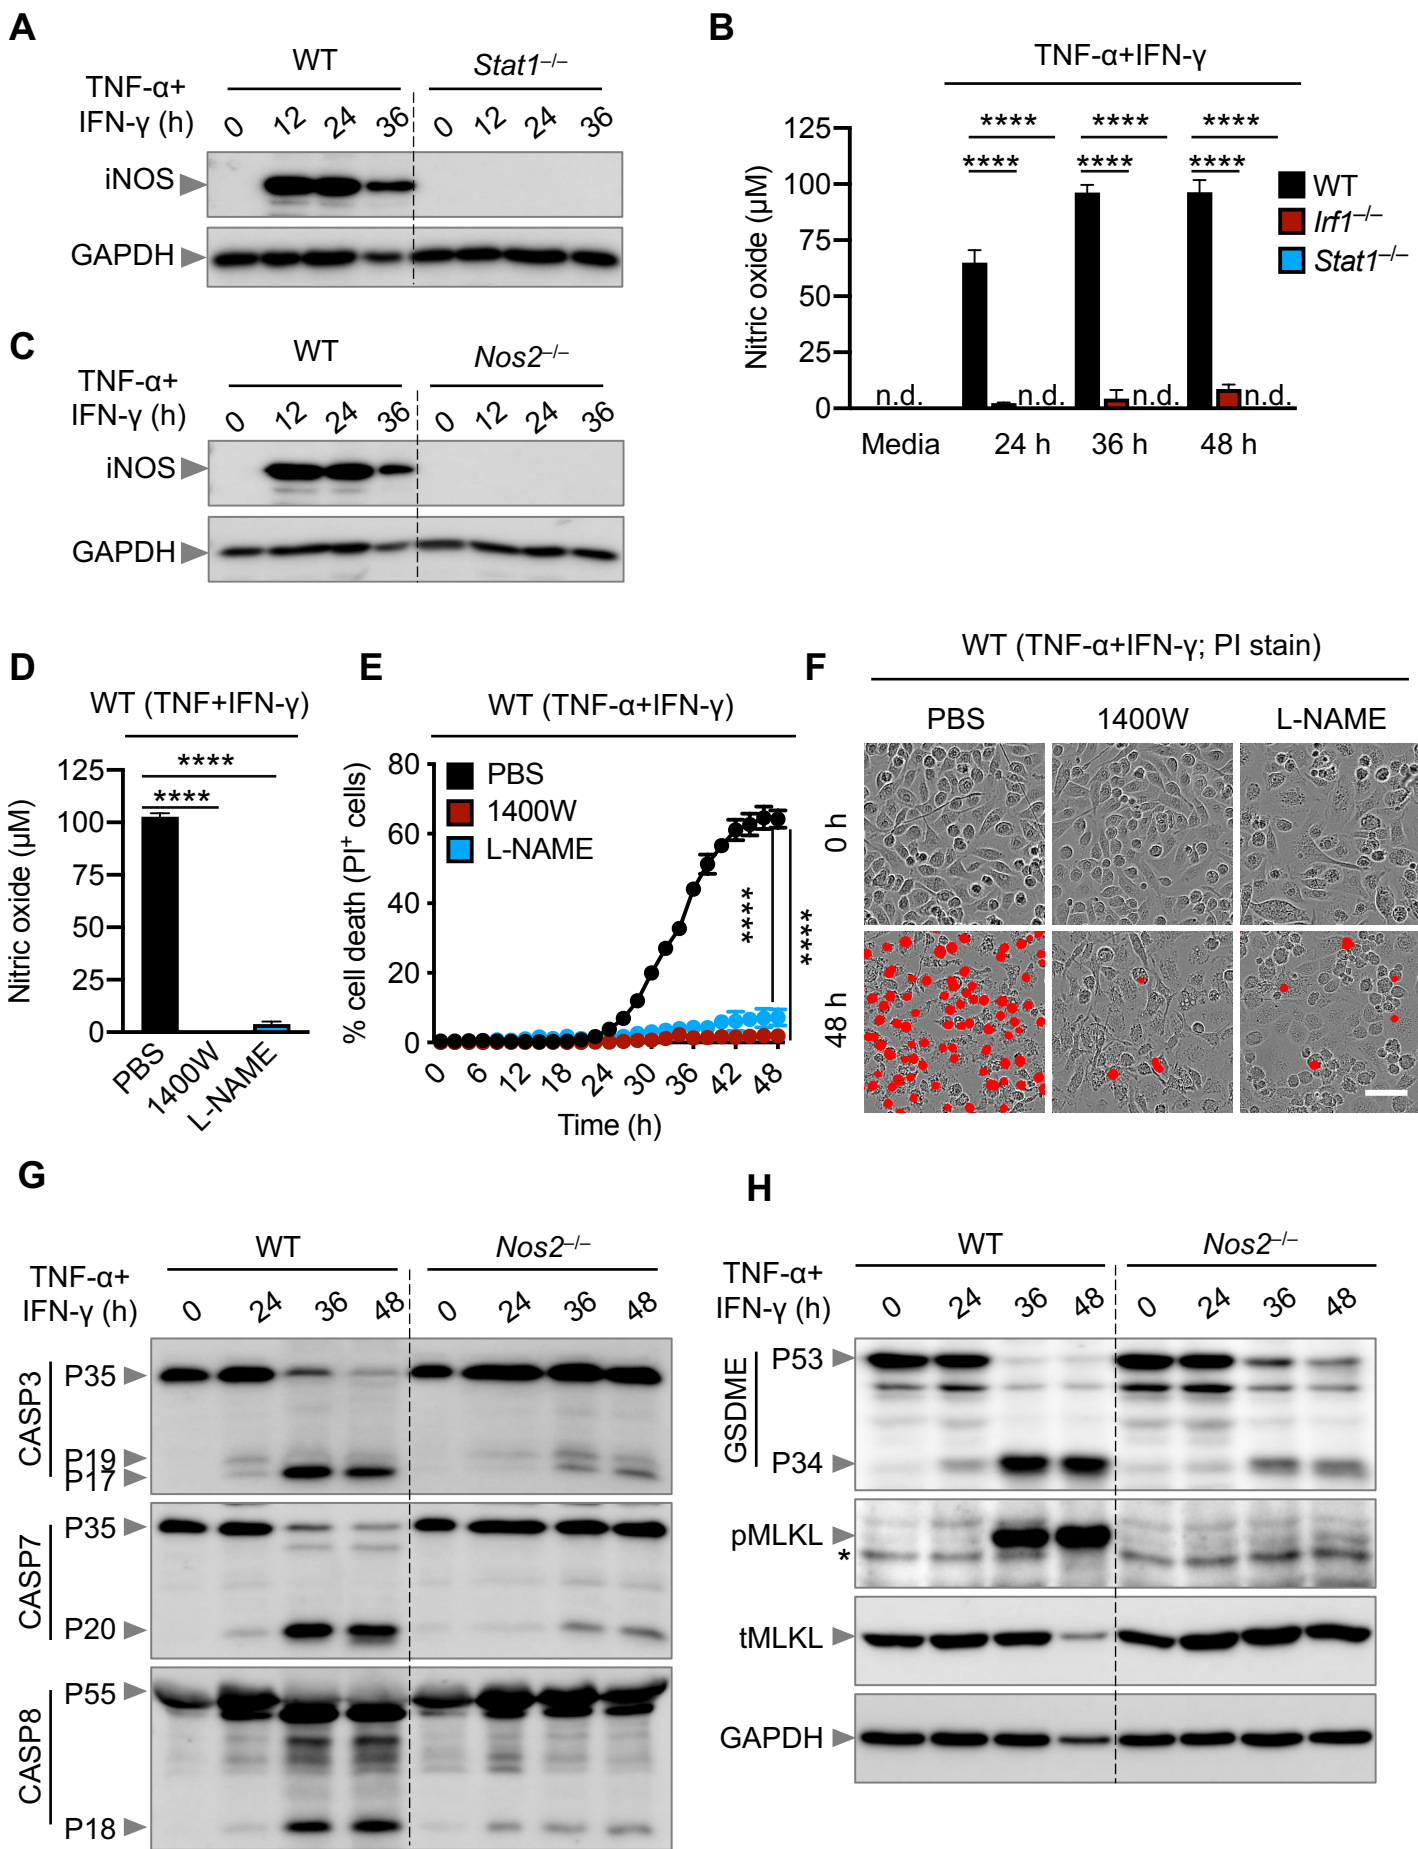 A
WT
Stat1–/–
TNF-α+
IFN-γ (h)
0 12 24 36 0 12 24 36
iNOS
GAPDH
B
TNF-α+IFN-γ
**** **** ****
**** **** ****
Nitric oxide (µM)
125
100
75
50
25
0
n.d. n.d. n.d. n.d.
Media 24 h 36 h 48 h
WT
Irf1–/–
Stat1–/–
C
WT
Nos2–/–
TNF-α+
IFN-γ (h)
0 12 24 36 0 12 24 36
iNOS
GAPDH
D
WT (TNF+IFN-γ)
****
****
Nitric oxide (µM)
125
100
75
50
25
0
PBS
1400W
L-NAME
E
WT (TNF-α+IFN-γ)
% cell death (PI+ cells)
80
60
40
20
0
PBS
1400W
L-NAME
****
****
0 6 12 18 24 30 36 42 48
Time (h)
F
WT (TNF-α+IFN-γ; PI stain)
PBS 1400W L-NAME
0 h
48 h
G
WT
Nos2–/–
TNF-α+
IFN-γ (h)
0 24 36 48 0 24 36 48
CASP3
P35
P19
P17
CASP7
P35
P20
CASP8
P55
P18
H
WT
Nos2–/–
TNF-α+
IFN-γ (h)
0 24 36 48 0 24 36 48
GSDME
P53
P34
pMLKL
*
tMLKL
GAPDH